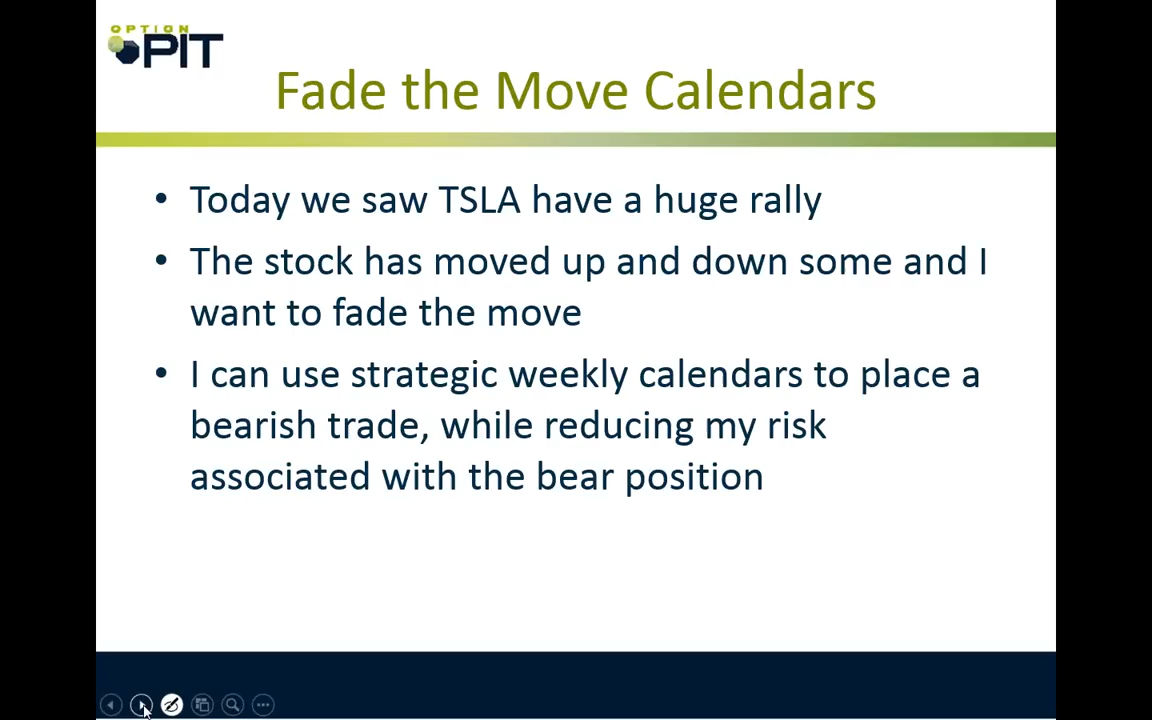 OPTION
PIT
Fade the Move Calendars
• Today we saw TSLA have a huge rally
• The stock has moved up and down some and I
want to fade the move
• I can use strategic weekly calendars to place a
bearish trade, while reducing my risk
associated with the bear position